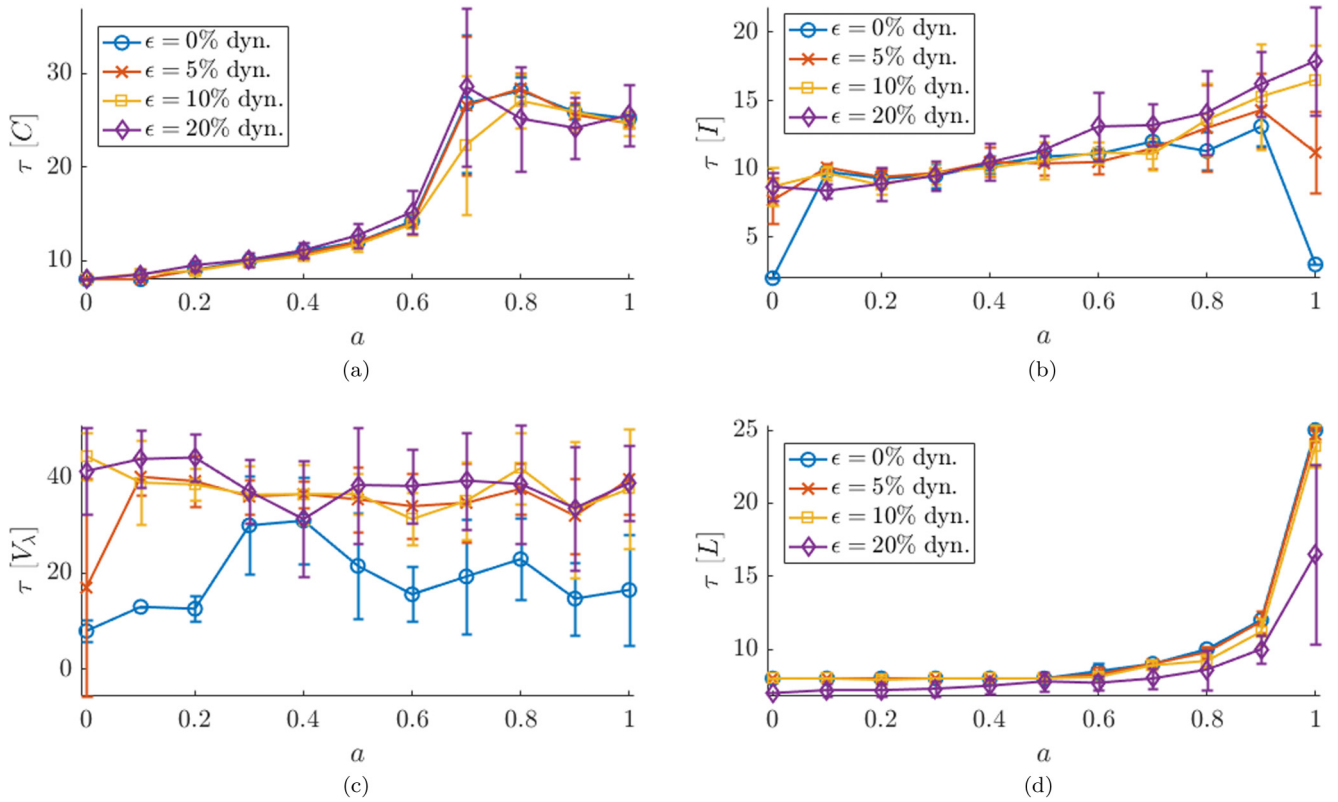 ϵ = 0% dyn.
ϵ = 5% dyn.
ϵ = 10% dyn.
ϵ = 20% dyn.
30
20
10
τ [C]
0 0.2 0.4 0.6 0.8 1
a
(a)
ϵ = 0% dyn.
ϵ = 5% dyn.
ϵ = 10% dyn.
ϵ = 20% dyn.
20
15
10
5
τ [I]
0 0.2 0.4 0.6 0.8 1
a
(b)
40
20
0
τ [V_λ]
0 0.2 0.4 0.6 0.8 1
a
(c)
ϵ = 0% dyn.
ϵ = 5% dyn.
ϵ = 10% dyn.
ϵ = 20% dyn.
25
20
15
10
τ [L]
0 0.2 0.4 0.6 0.8 1
a
(d)